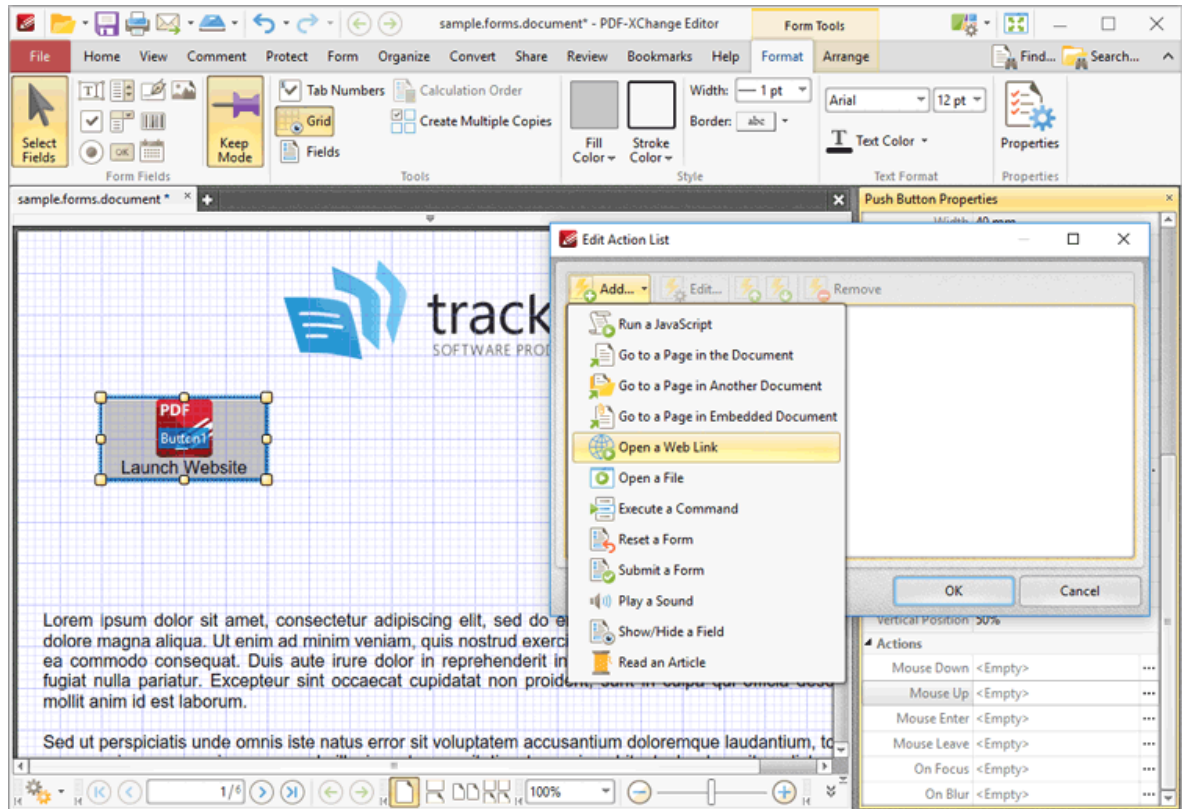 sample.forms.document* - PDF-XChange Editor
Form Tools
File Home View Comment Protect Form Organize Convert Share Review Bookmarks Help Format Arrange
Find... Search...
Select Fields
OK
Keep Mode
Form Fields
Tab Numbers
Grid
Fields
Calculation Order
Create Multiple Copies
Tools
Fill Color
Stroke Color
Width: 1 pt
Border: abc
Style
Arial 12 pt
T Text Color
Text Format
Properties
Properties
sample.forms.document *
Push Button Properties
Width 40 mm
track
SOFTWARE PROD
PDF
Button1
Launch Website
Edit Action List
Add... Edit... Remove
Run a JavaScript
Go to a Page in the Document
Go to a Page in Another Document
Go to a Page in Embedded Document
Open a Web Link
Open a File
Execute a Command
Reset a Form
Submit a Form
Play a Sound
Show/Hide a Field
Read an Article
OK Cancel
Lorem ipsum dolor sit amet, consectetur adipiscing elit, sed do
dolore magna aliqua. Ut enim ad minim veniam, quis nostrud exerci
ea commodo consequat. Duis aute irure dolor in reprehenderit in
fugiat nulla pariatur. Excepteur sint occaecat cupidatat non proident, sunt in culpa qui officia dese
mollit anim id est laborum.
Sed ut perspiciatis unde omnis iste natus error sit voluptatem accusantium doloremque laudantium, to
Vertical Position 50%
Actions
Mouse Down <Empty> ...
Mouse Up <Empty> ...
Mouse Enter <Empty> ...
Mouse Leave <Empty> ...
On Focus <Empty> ...
On Blur <Empty> ...
1/6
100%